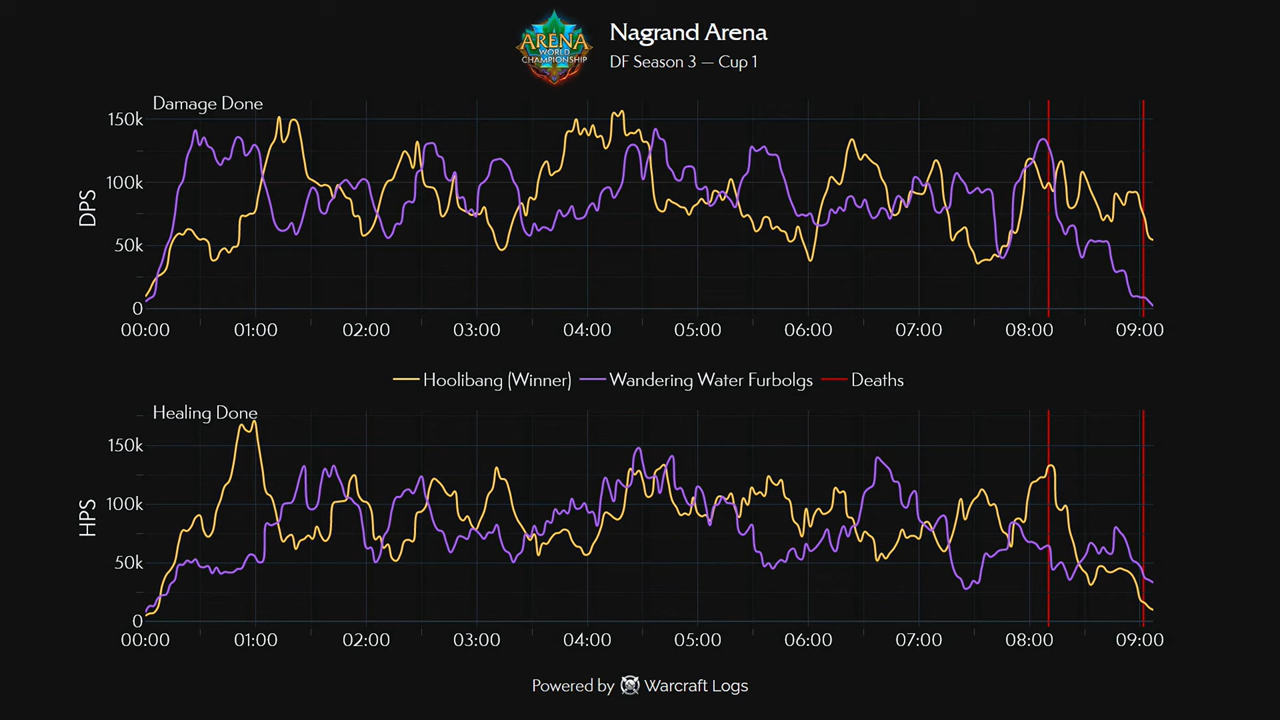 ARENA
WORLD
CHAMPIONSHIP
Nagrand Arena
DF Season 3 — Cup 1
Damage Done
150k
100k
50k
0
DPS
00:00 01:00 02:00 03:00 04:00 05:00 06:00 07:00 08:00 09:00
Hoolibang (Winner) Wandering Water Furbolgs Deaths
Healing Done
150k
100k
50k
0
HPS
00:00 01:00 02:00 03:00 04:00 05:00 06:00 07:00 08:00 09:00
Powered by Warcraft Logs